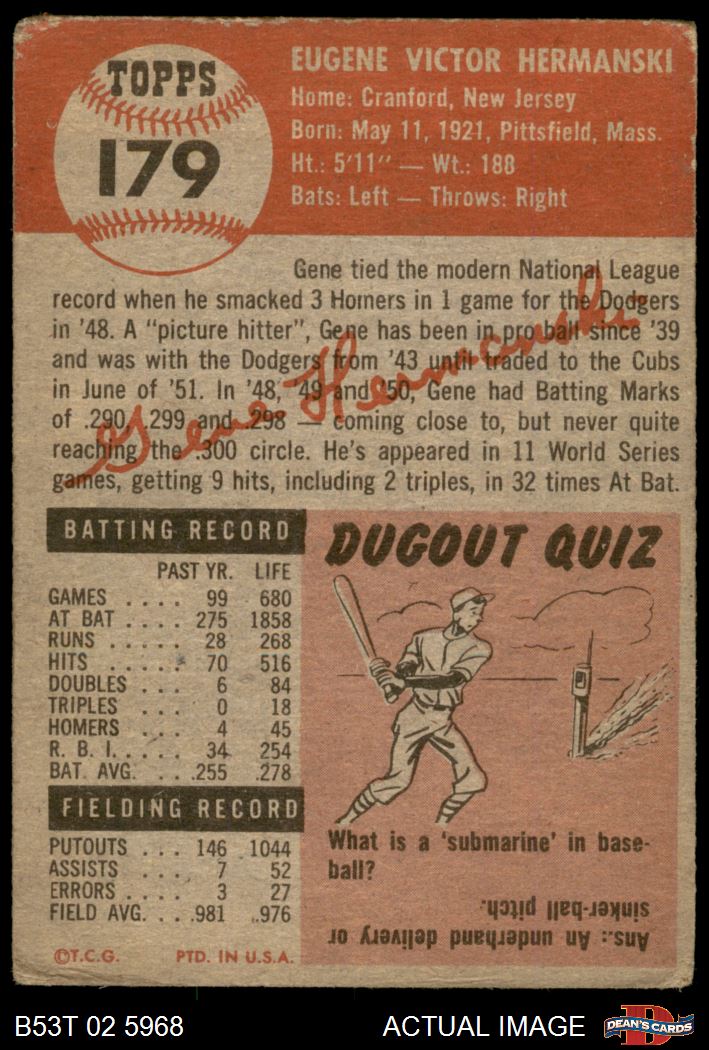 TOPPS
179
EUGENE VICTOR HERMANSKI
Home: Cranford, New Jersey
Born: May 11, 1921, Pittsfield, Mass.
Ht.: 5'11" — Wt.: 188
Bats: Left — Throws: Right
Gene tied the modern National League
record when he smacked 3 Homers in 1 game for the Dodgers
in '48. A "picture hitter", Gene has been in pro ball since '39
and was with the Dodgers from '43 until traded to the Cubs
in June of '51. In '48, '49 and '50, Gene had Batting Marks
of .290, .299 and .298 — coming close to, but never quite
reaching the .300 circle. He's appeared in 11 World Series
games, getting 9 hits, including 2 triples, in 32 times At Bat.
Gene Hermanski
BATTING RECORD
PAST YR. LIFE
GAMES .... 99 680
AT BAT .... 275 1858
RUNS ..... 28 268
HITS ..... 70 516
DOUBLES ... 6 84
TRIPLES ... 0 18
HOMERS ... 4 45
R. B. I. .... 34 254
BAT. AVG. ... .255 .278
FIELDING RECORD
PUTOUTS ... 146 1044
ASSISTS ... 7 52
ERRORS .... 3 27
FIELD AVG. .. .981 .976
©T.C.G. PTD. IN U.S.A.
DUGOUT QUIZ
What is a 'submarine' in base-
ball?
Ans.: An underhand delivery or
sinker-ball pitch.
B53T 02 5968
ACTUAL IMAGE
DEAN'S CARDS